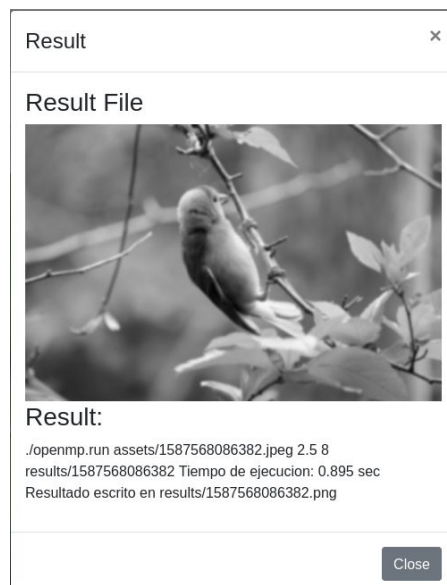 Result ×
Result File
Result:
./openmp.run assets/1587568086382.jpeg 2.5 8
results/1587568086382 Tiempo de ejecucion: 0.895 sec
Resultado escrito en results/1587568086382.png
Close